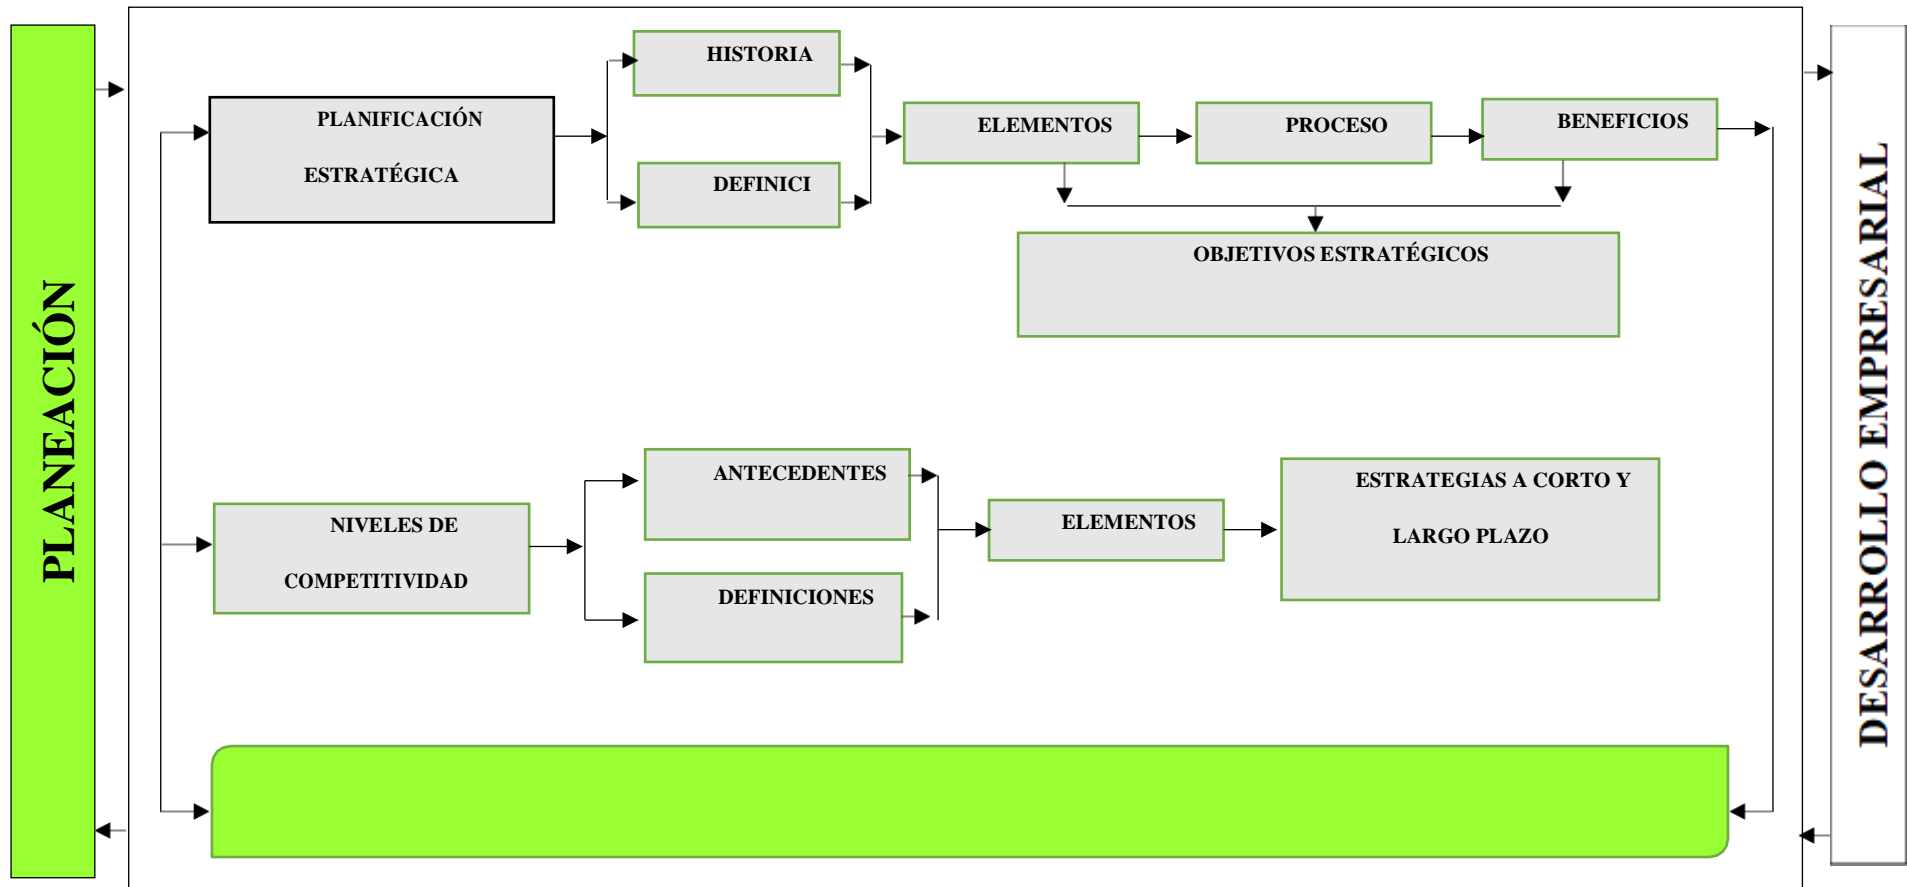 PLANEACIÓN
HISTORIA
PLANIFICACIÓN
ESTRATÉGICA
DEFINICI
ELEMENTOS
PROCESO
BENEFICIOS
OBJETIVOS ESTRATÉGICOS
NIVELES DE
COMPETITIVIDAD
ANTECEDENTES
DEFINICIONES
ELEMENTOS
ESTRATEGIAS A CORTO Y
LARGO PLAZO
DESARROLLO EMPRESARIAL